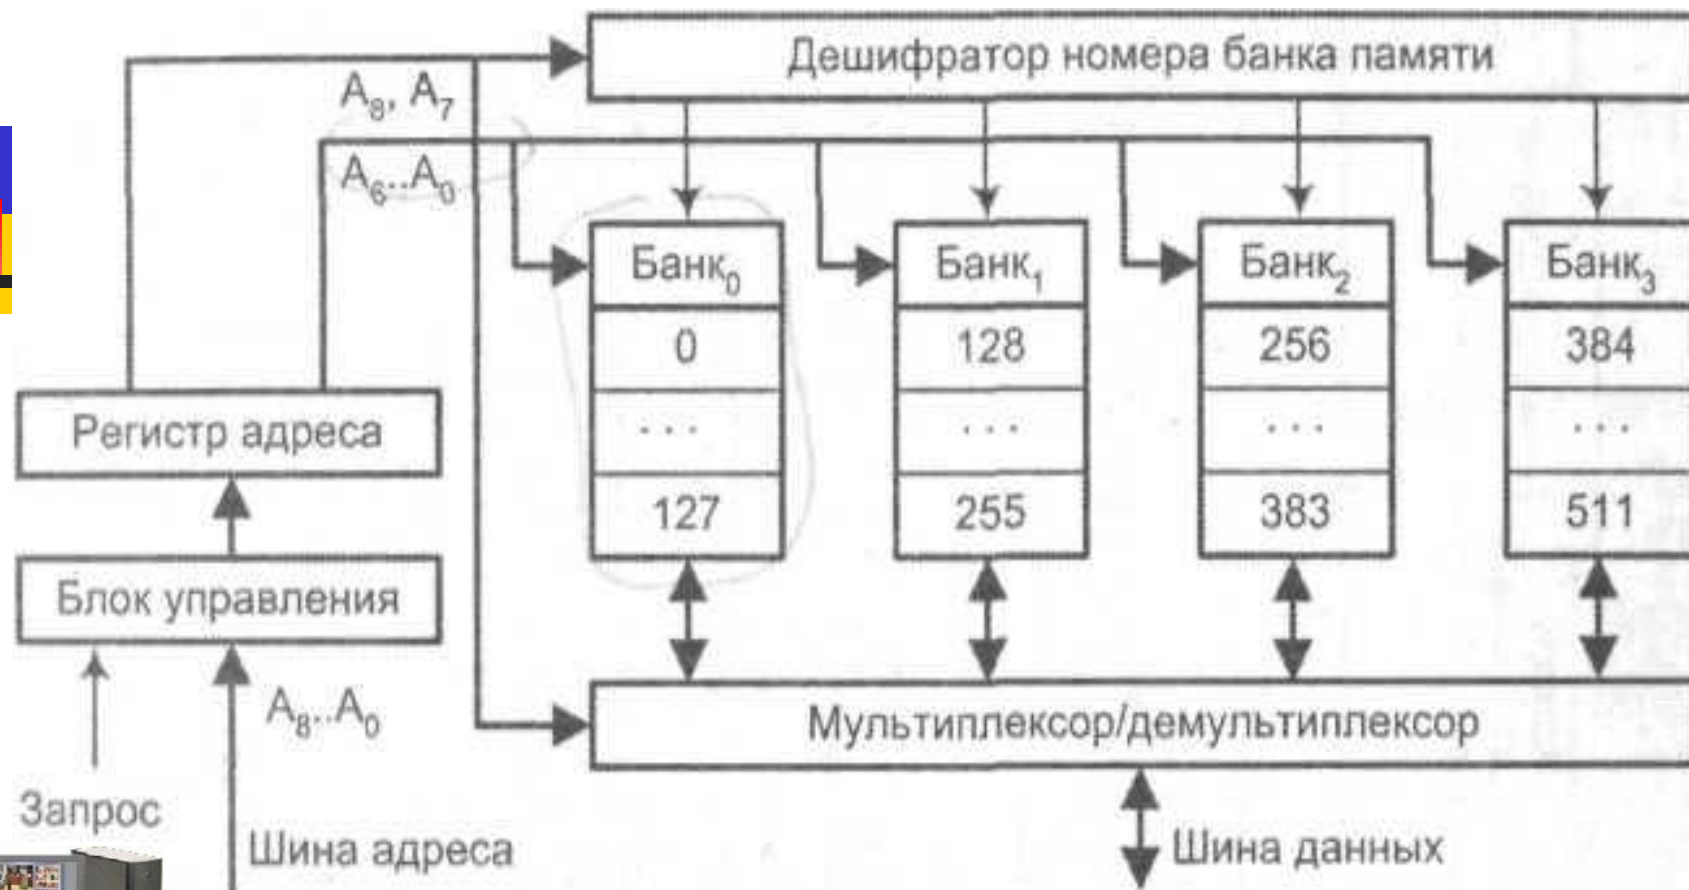 Дешифратор номера банка памяти
A₈, A₇
A₆..A₀
Банк₀
Банк₁
Банк₂
Банк₃
0
128
256
384
...
...
...
...
127
255
383
511
Регистр адреса
Блок управления
A₈..A₀
Мультиплексор/демультиплексор
Запрос
Шина адреса
Шина данных